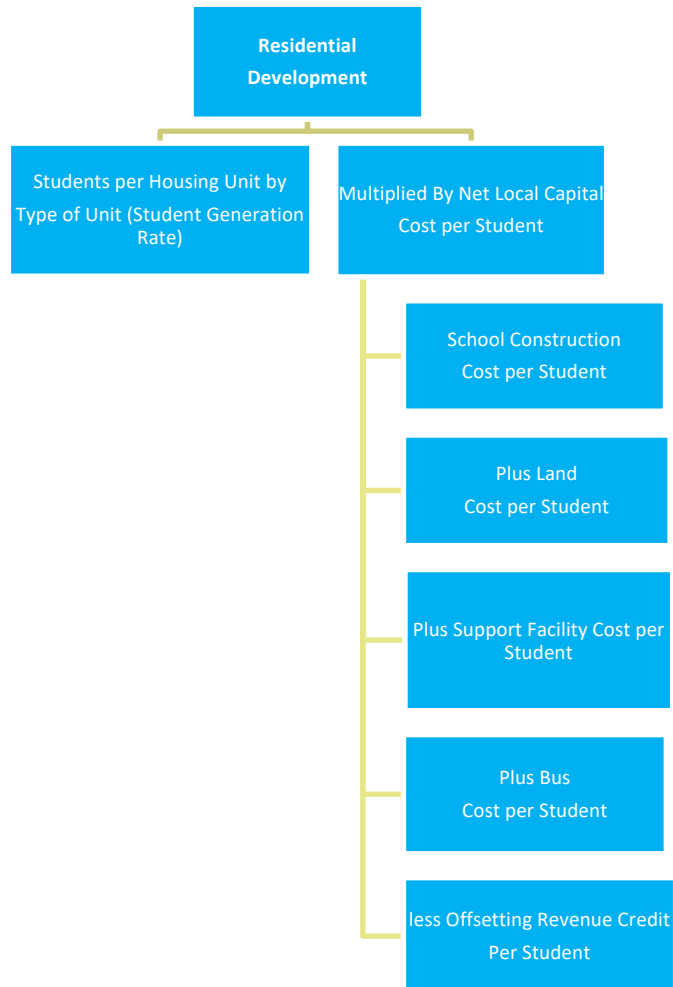 Residential
Development
Students per Housing Unit by
Type of Unit (Student Generation
Rate)
Multiplied By Net Local Capital
Cost per Student
School Construction
Cost per Student
Plus Land
Cost per Student
Plus Support Facility Cost per
Student
Plus Bus
Cost per Student
less Offsetting Revenue Credit
Per Student